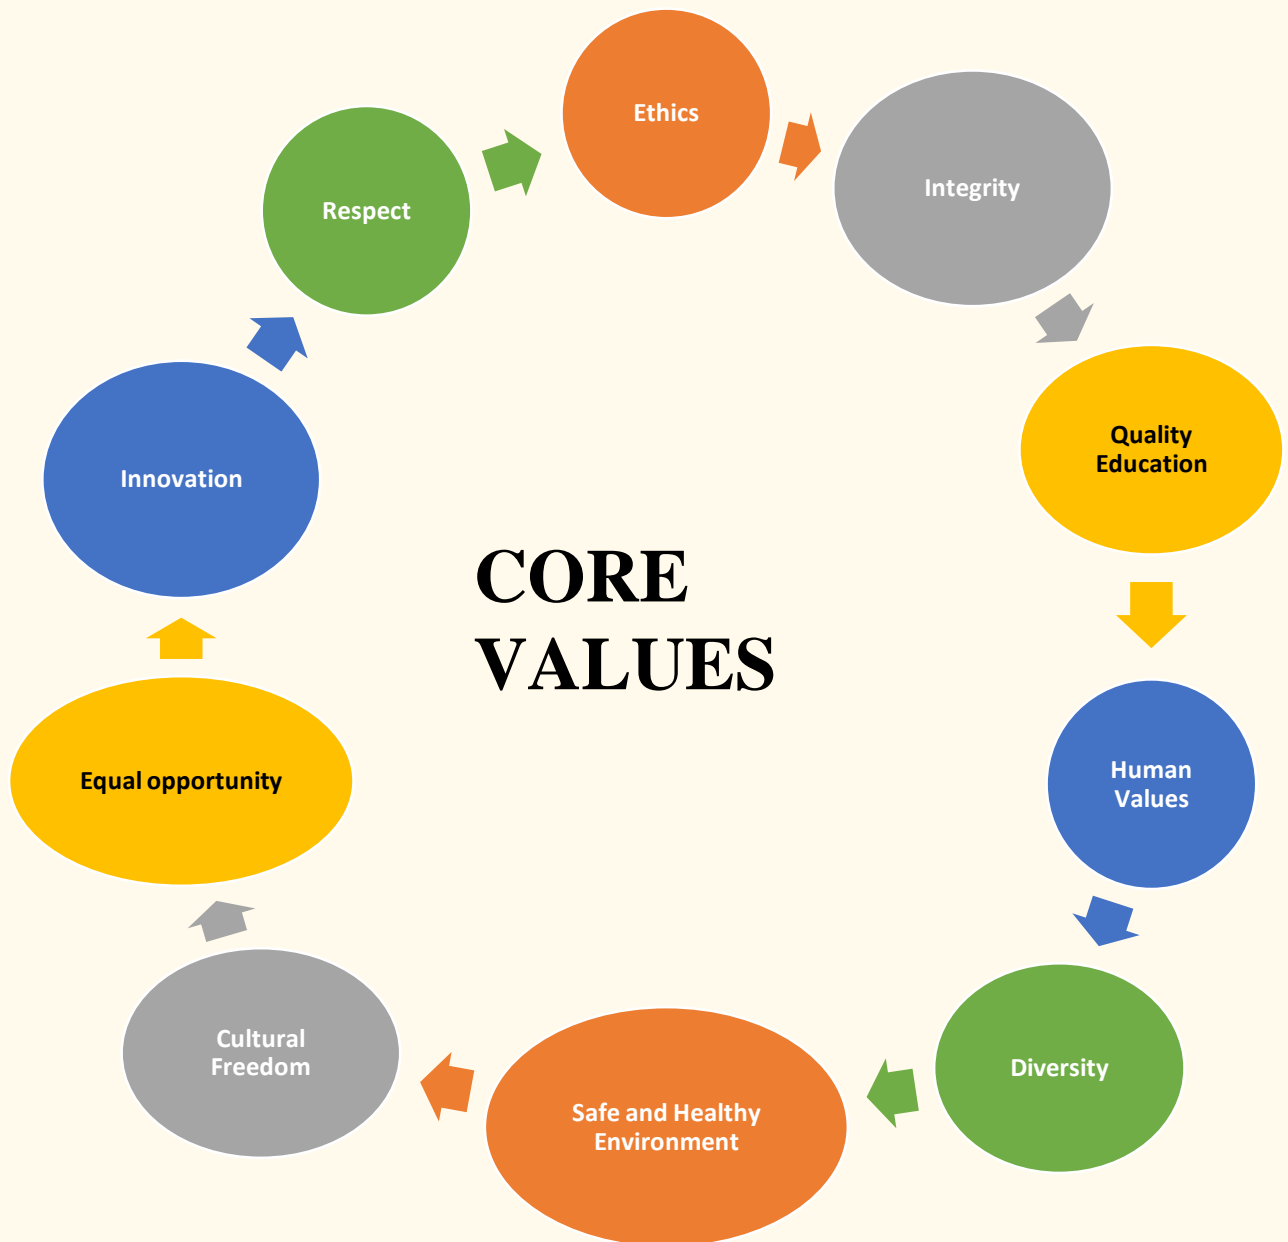 Ethics
Integrity
Quality
Education
Human
Values
Diversity
Safe and Healthy
Environment
Cultural
Freedom
Equal opportunity
Innovation
Respect
CORE
VALUES